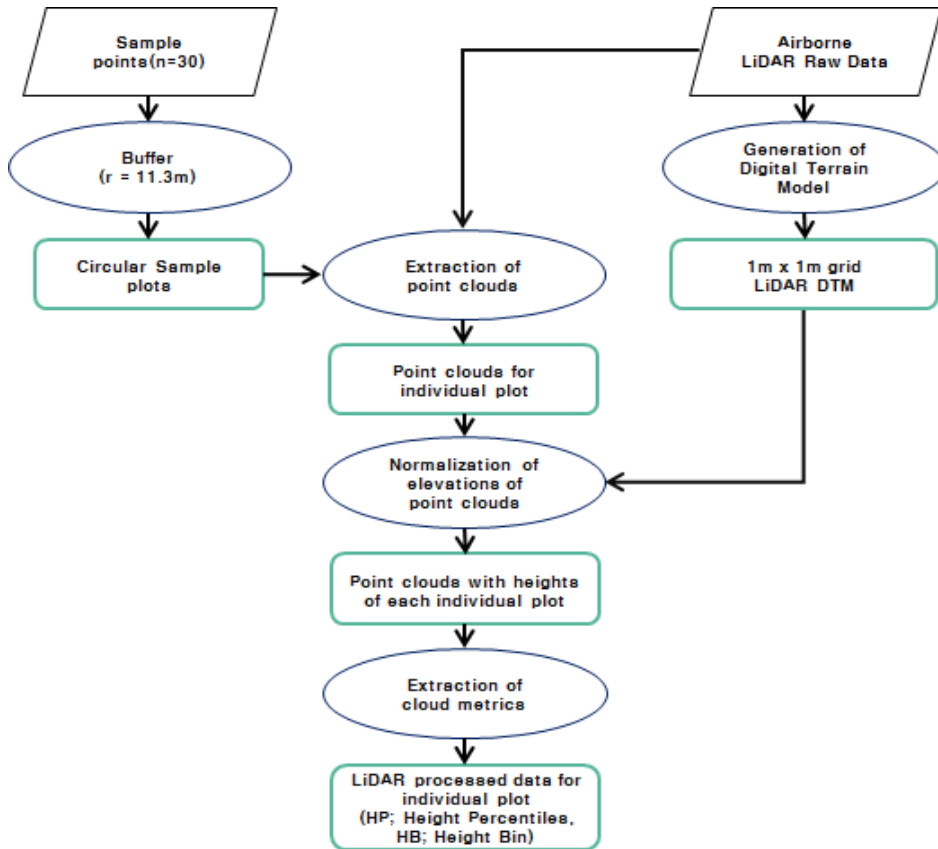 Sample
points(n=30)
Airborne
LiDAR Raw Data
Buffer
(r = 11.3m)
Generation of
Digital Terrain
Model
Circular Sample
plots
Extraction of
point clouds
1m x 1m grid
LiDAR DTM
Point clouds for
individual plot
Normalization of
elevations of
point clouds
Point clouds with heights
of each individual plot
Extraction of
cloud metrics
LiDAR processed data for
individual plot
(HP; Height Percentiles,
HB; Height Bin)